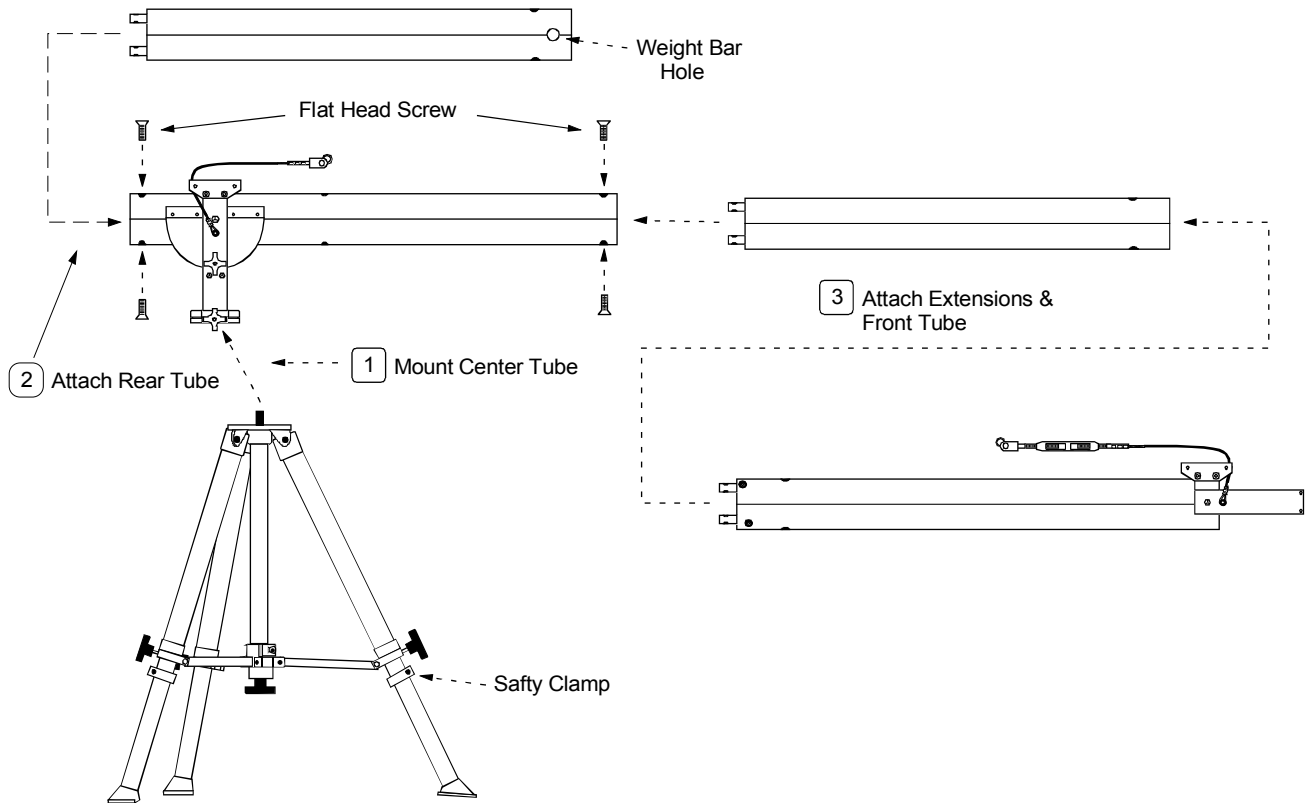 Weight Bar
Hole
Flat Head Screw
3 Attach Extensions &
Front Tube
1 Mount Center Tube
2 Attach Rear Tube
Safty Clamp